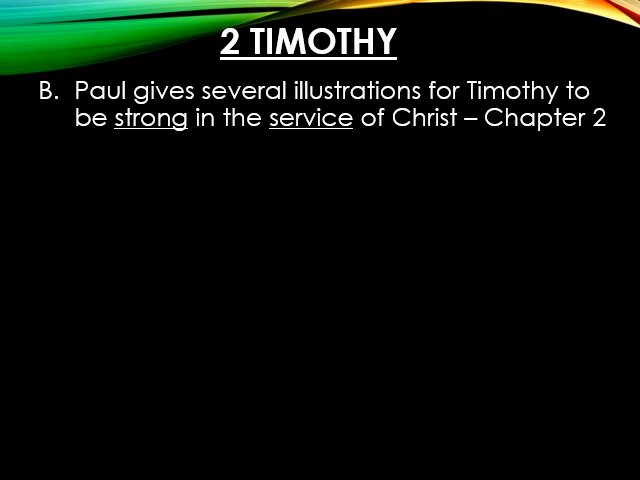 2 TIMOTHY
B. Paul gives several illustrations for Timothy to
be strong in the service of Christ – Chapter 2